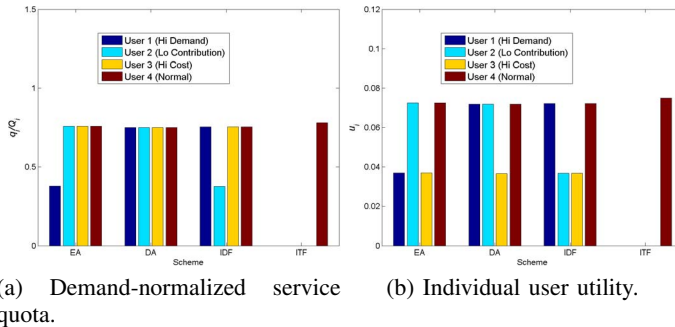 1.5
1
0.5
0
q_i/Q_i
User 1 (Hi Demand)
User 2 (Lo Contribution)
User 3 (Hi Cost)
User 4 (Normal)
EA DA IDF ITF
Scheme
0.12
0.1
0.08
0.06
0.04
0.02
0
u_i
User 1 (Hi Demand)
User 2 (Lo Contribution)
User 3 (Hi Cost)
User 4 (Normal)
EA DA IDF ITF
Scheme
(a) Demand-normalized service
quota.
(b) Individual user utility.